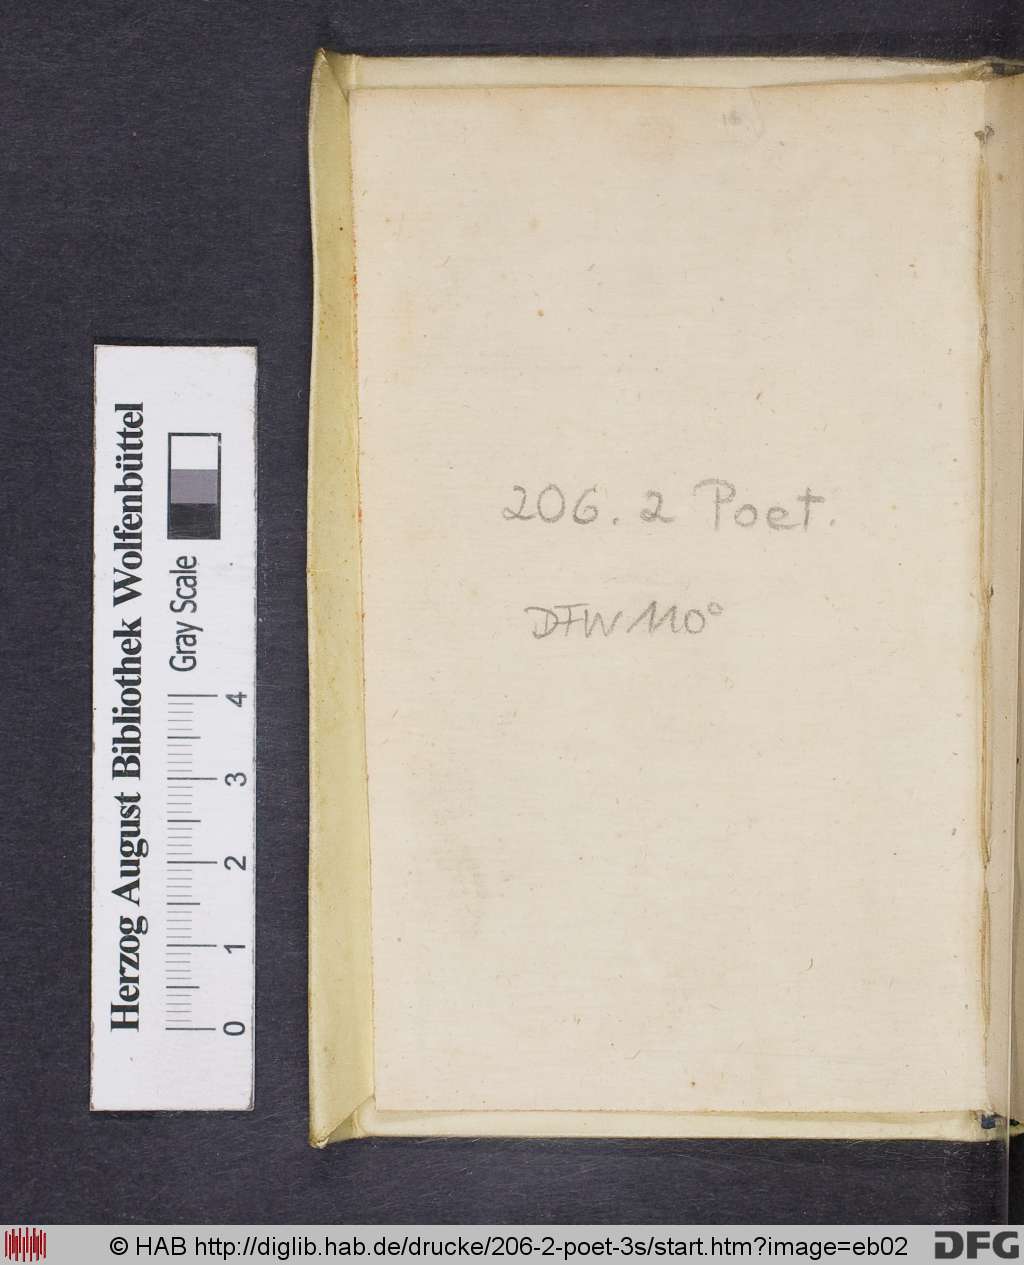 206. 2 Poet.
DFW 110°
Herzog August Bibliothek Wolfenbüttel
Gray Scale
0 1 2 3 4
© HAB http://diglib.hab.de/drucke/206-2-poet-3s/start.htm?image=eb02
DFG